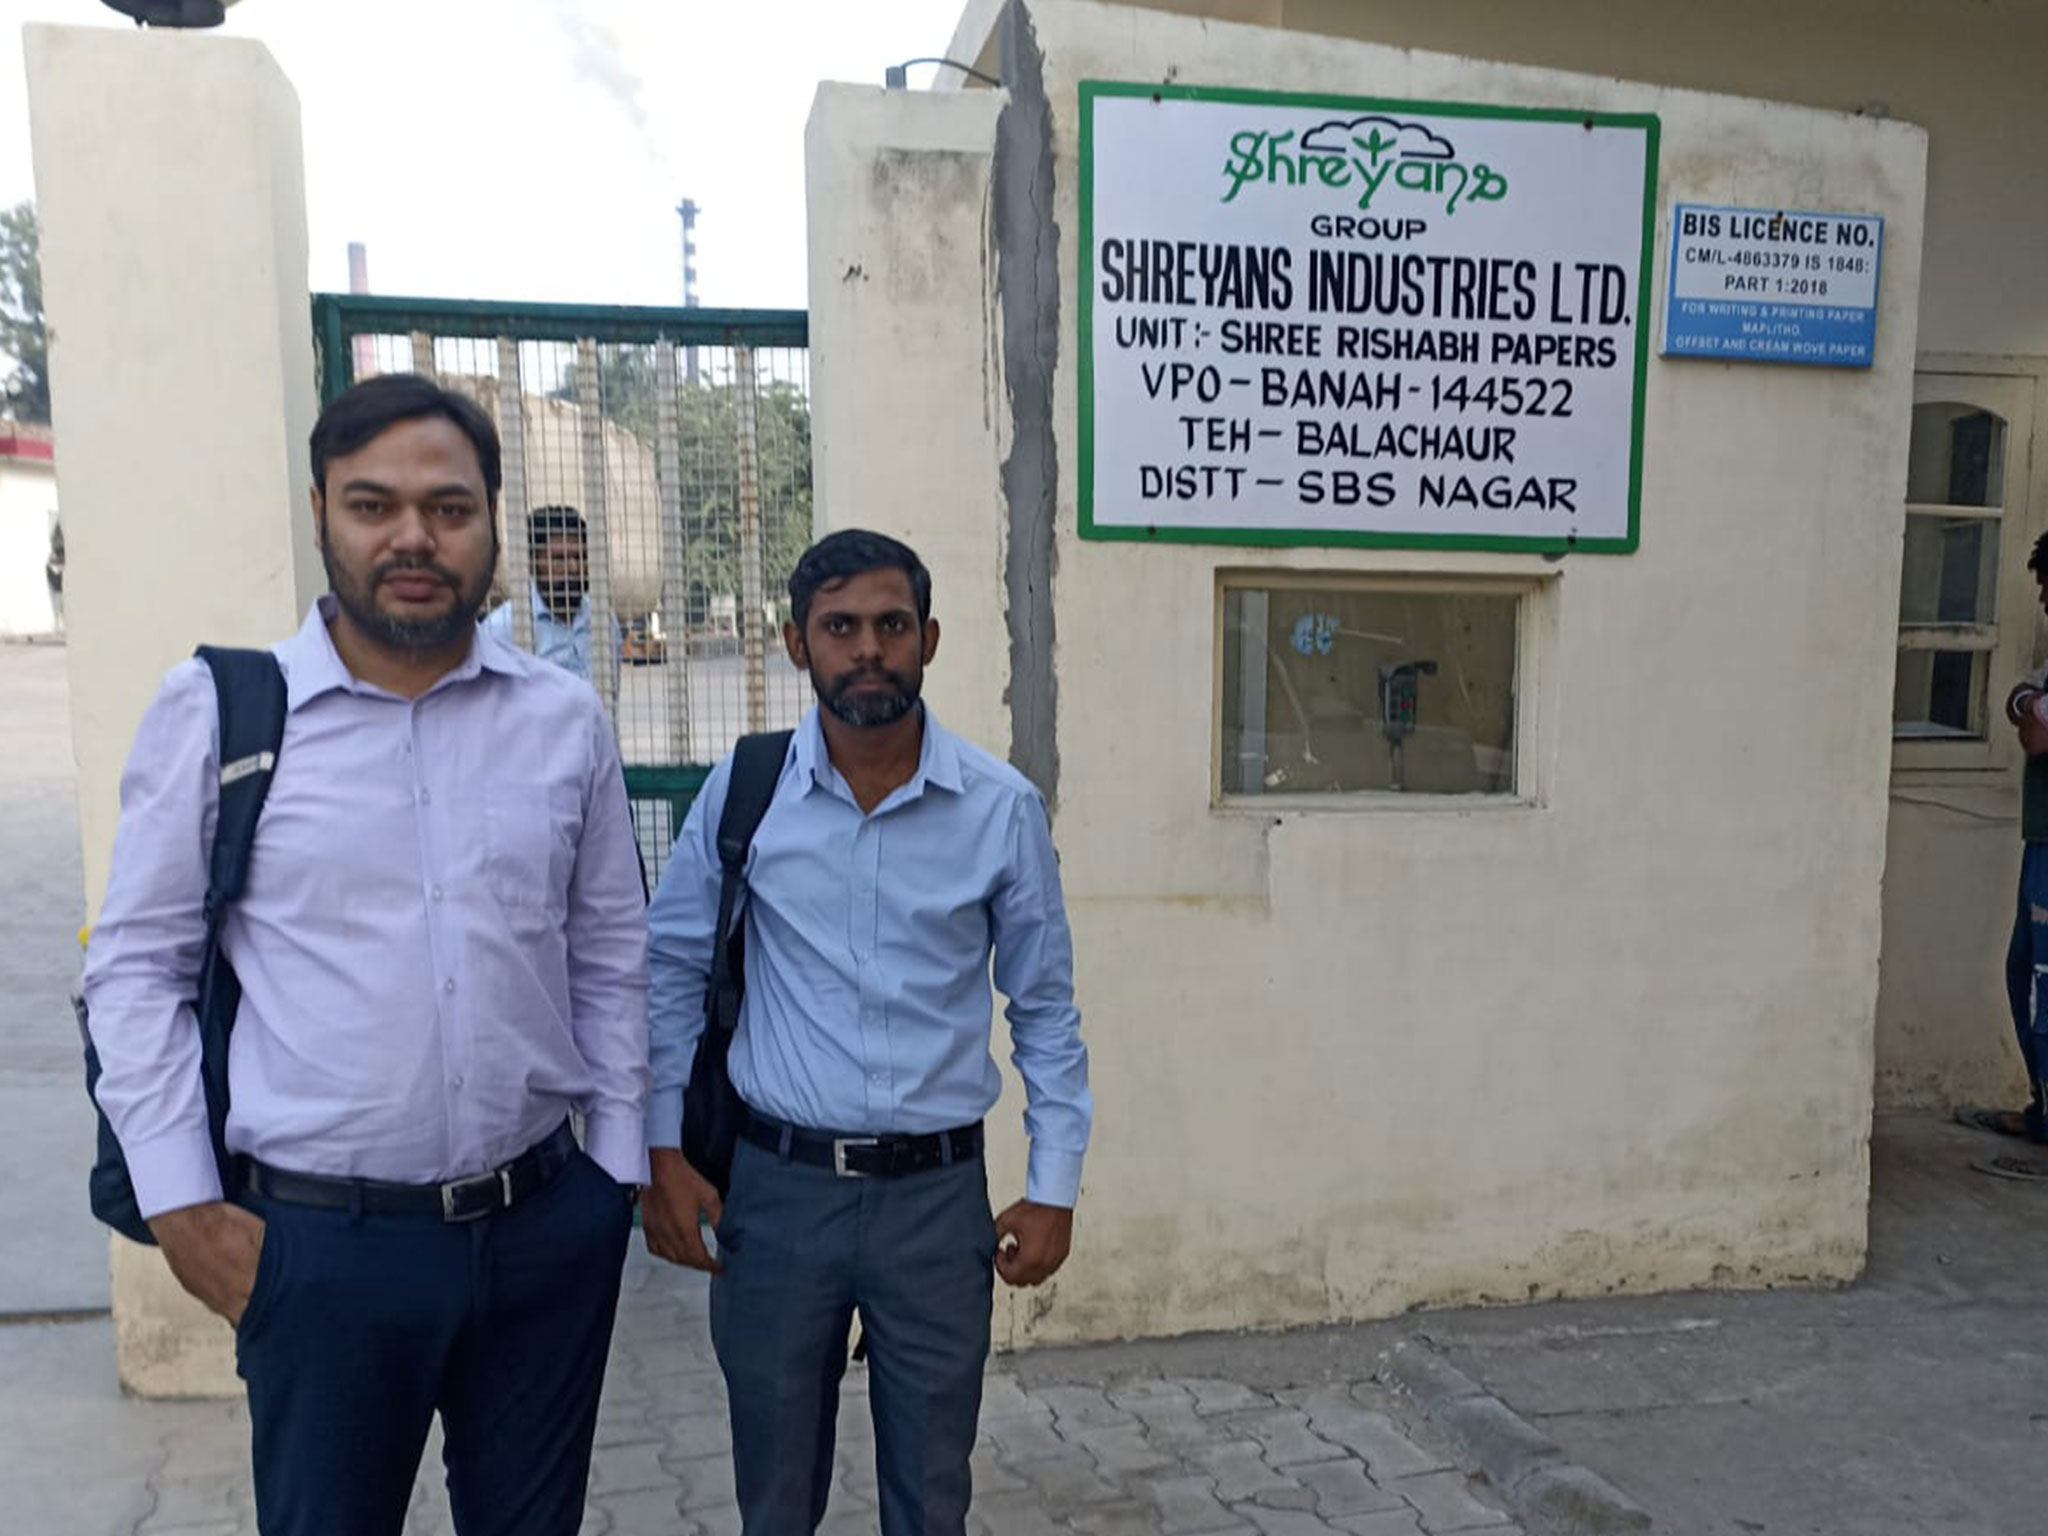 Shreyans
GROUP
SHREYANS INDUSTRIES LTD.
UNIT:- SHREE RISHABH PAPERS
VPO - BANAH - 144522
TEH - BALACHAUR
DISTT - SBS NAGAR
BIS LICENCE NO.
CM/L-4863379 IS 1848:
PART 1:2018
FOR WRITING & PRINTING PAPER
MAPLITHO,
OFFSET AND CREAM WOVE PAPER